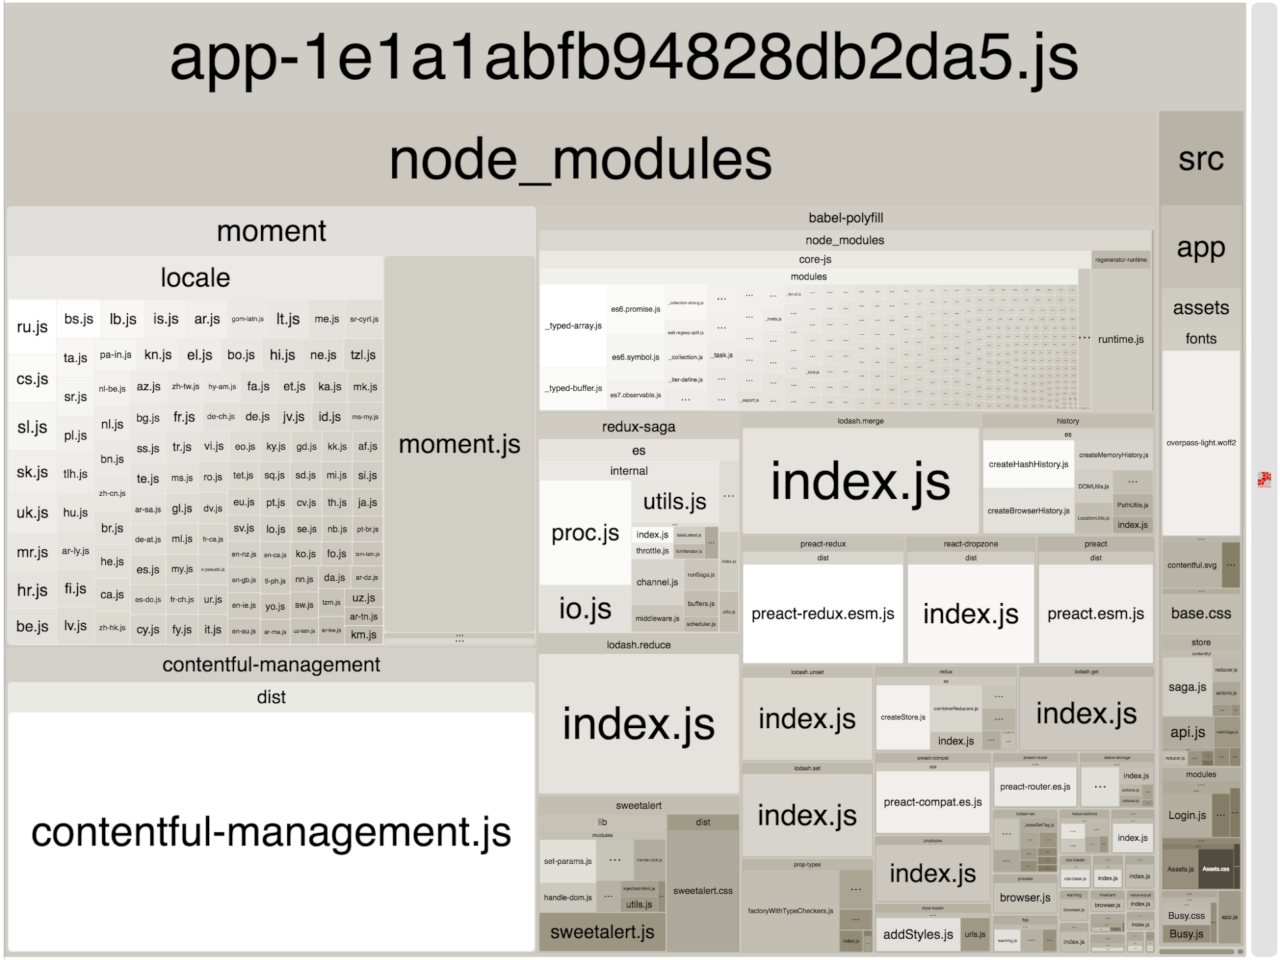 app-1e1a1abfb94828db2da5.js
node_modules
src
moment
babel-polyfill
node_modules
app
locale
core-js
regenerator-runtime
modules
assets
fonts
ru.js
bs.js
lb.js
is.js
ar.js
gom-latn.js
lt.js
me.js
sr-cyrl.js
ta.js
pa-in.js
kn.js
el.js
bo.js
hi.js
ne.js
tzl.js
cs.js
sr.js
nl-be.js
az.js
zh-tw.js
hy-am.js
fa.js
et.js
ka.js
mk.js
sl.js
pl.js
nl.js
bg.js
fr.js
de-ch.js
de.js
jv.js
id.js
ms-my.js
ss.js
tr.js
vi.js
eo.js
ky.js
gd.js
kk.js
af.js
sk.js
tlh.js
bn.js
te.js
ms.js
ro.js
tet.js
sq.js
sd.js
mi.js
si.js
zh-cn.js
uk.js
hu.js
ar-sa.js
gl.js
dv.js
eu.js
pt.js
cv.js
th.js
ja.js
br.js
de-at.js
ml.js
fr-ca.js
sv.js
lo.js
se.js
nb.js
pt-br.js
mr.js
ar-ly.js
he.js
es.js
my.js
x-pseudo.js
en-nz.js
en-ca.js
ko.js
fo.js
tzm-latn.js
hr.js
fi.js
ca.js
es-do.js
fr-ch.js
ur.js
en-gb.js
tl-ph.js
nn.js
da.js
ar-dz.js
en-ie.js
yo.js
sw.js
tzm.js
uz.js
be.js
lv.js
zh-hk.js
cy.js
fy.js
it.js
en-au.js
ar-ma.js
uz-latn.js
ar-kw.js
ar-tn.js
km.js
moment.js
contentful-management
dist
contentful-management.js
_typed-array.js
es6.promise.js
es6.symbol.js
_collection.js
_task.js
_typed-buffer.js
es7.observable.js
_iter-define.js
_export.js
runtime.js
redux-saga
es
internal
proc.js
utils.js
index.js
throttle.js
channel.js
runSaga.js
io.js
middleware.js
buffers.js
scheduler.js
lodash.merge
index.js
history
es
createHashHistory.js
createMemoryHistory.js
DOMUtils.js
createBrowserHistory.js
PathUtils.js
LocationUtils.js
index.js
preact-redux
dist
preact-redux.esm.js
react-dropzone
dist
index.js
preact
dist
preact.esm.js
lodash.reduce
index.js
lodash.unset
index.js
redux
es
createStore.js
combineReducers.js
index.js
lodash.get
index.js
lodash.set
index.js
preact-compat
dist
preact-compat.es.js
preact-router
preact-router.es.js
redux-storage
index.js
sweetalert
lib
modules
set-params.js
handle-dom.js
utils.js
sweetalert.js
dist
sweetalert.css
prop-types
factoryWithTypeCheckers.js
index.js
style-loader
addStyles.js
urls.js
process
browser.js
redux-actions
index.js
overpass-light.woff2
contentful.svg
base.css
store
saga.js
reducer.js
actions.js
api.js
reducer.js
modules
Login.js
Assets.js
Assets.css
Busy.css
Busy.js
app.js